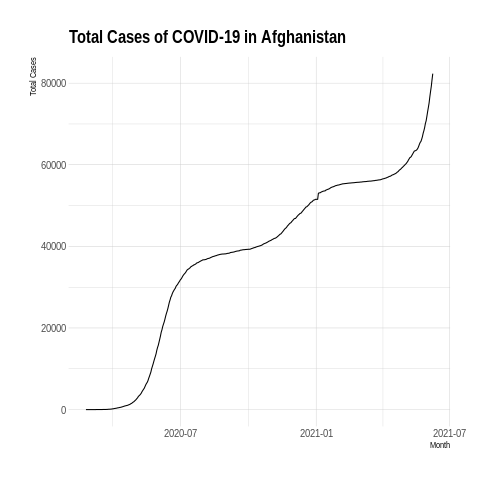 Total Cases of COVID-19 in Afghanistan
Total Cases
80000
60000
40000
20000
0
2020-07
2021-01
2021-07
Month